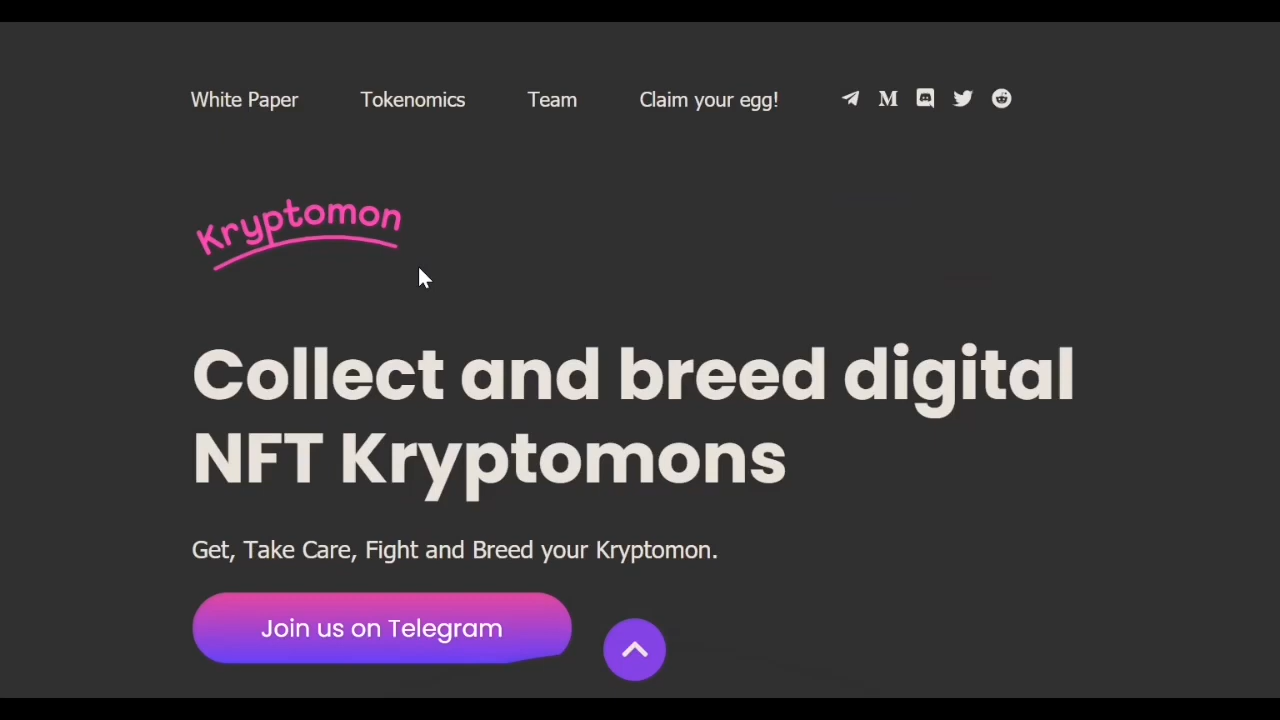 White Paper Tokenomics Team Claim your egg!
Kryptomon
Collect and breed digital
NFT Kryptomons
Get, Take Care, Fight and Breed your Kryptomon.
Join us on Telegram